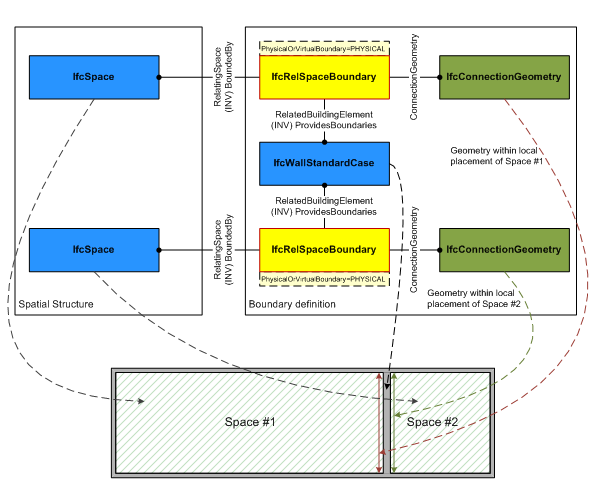 PhysicalOrVirtualBoundary=PHYSICAL
IfcSpace
RelatingSpace
(INV) BoundedBy
IfcRelSpaceBoundary
ConnectionGeometry
IfcConnectionGeometry
RelatedBuildingElement
(INV) ProvidesBoundaries
IfcWallStandardCase
Geometry within local
placement of Space #1
RelatedBuildingElement
(INV) ProvidesBoundaries
IfcSpace
RelatingSpace
(INV) BoundedBy
IfcRelSpaceBoundary
ConnectionGeometry
IfcConnectionGeometry
PhysicalOrVirtualBoundary=PHYSICAL
Geometry within local
placement of Space #2
Spatial Structure
Boundary definition
Space #1
Space #2